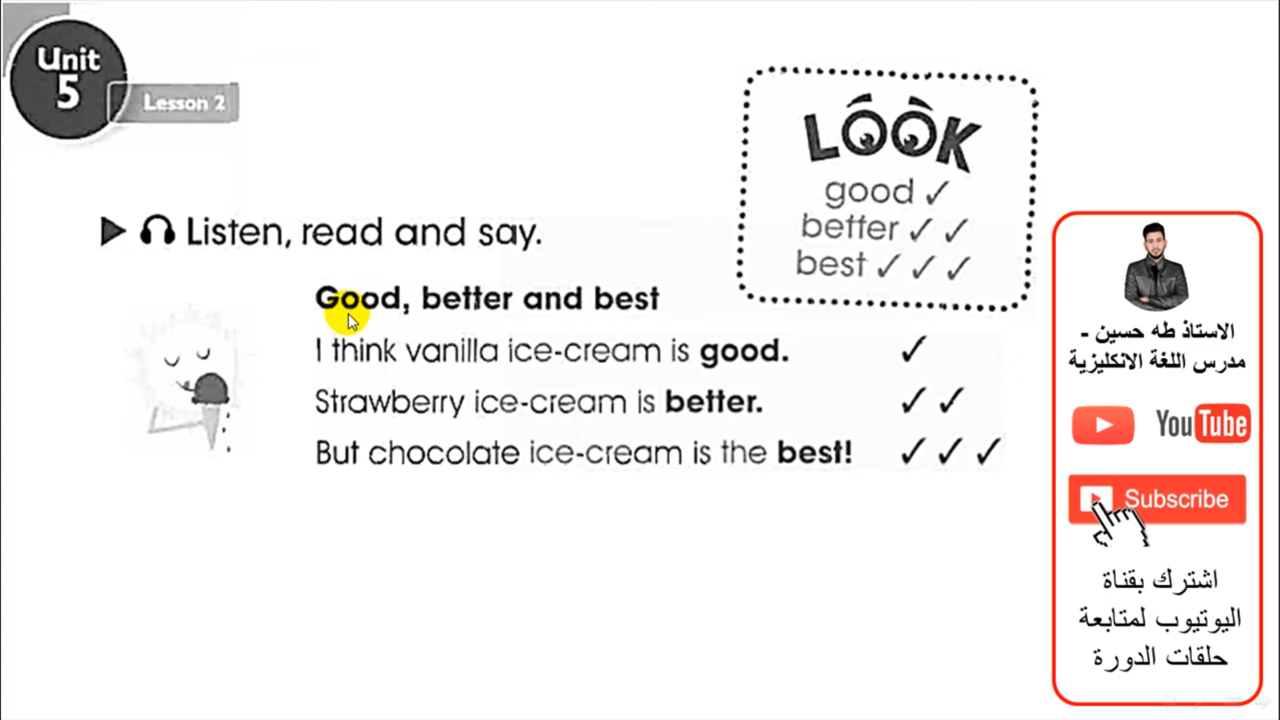 Unit
5
Lesson 2
LOOK
good ✓
better ✓ ✓
best ✓ ✓ ✓
Listen, read and say.
Good, better and best
I think vanilla ice-cream is good. ✓
Strawberry ice-cream is better. ✓ ✓
But chocolate ice-cream is the best! ✓ ✓ ✓
الاستاذ طه حسين -
مدرس اللغة الانكليزية
YouTube
Subscribe
اشترك بقناة
اليوتيوب لمتابعة
حلقات الدورة